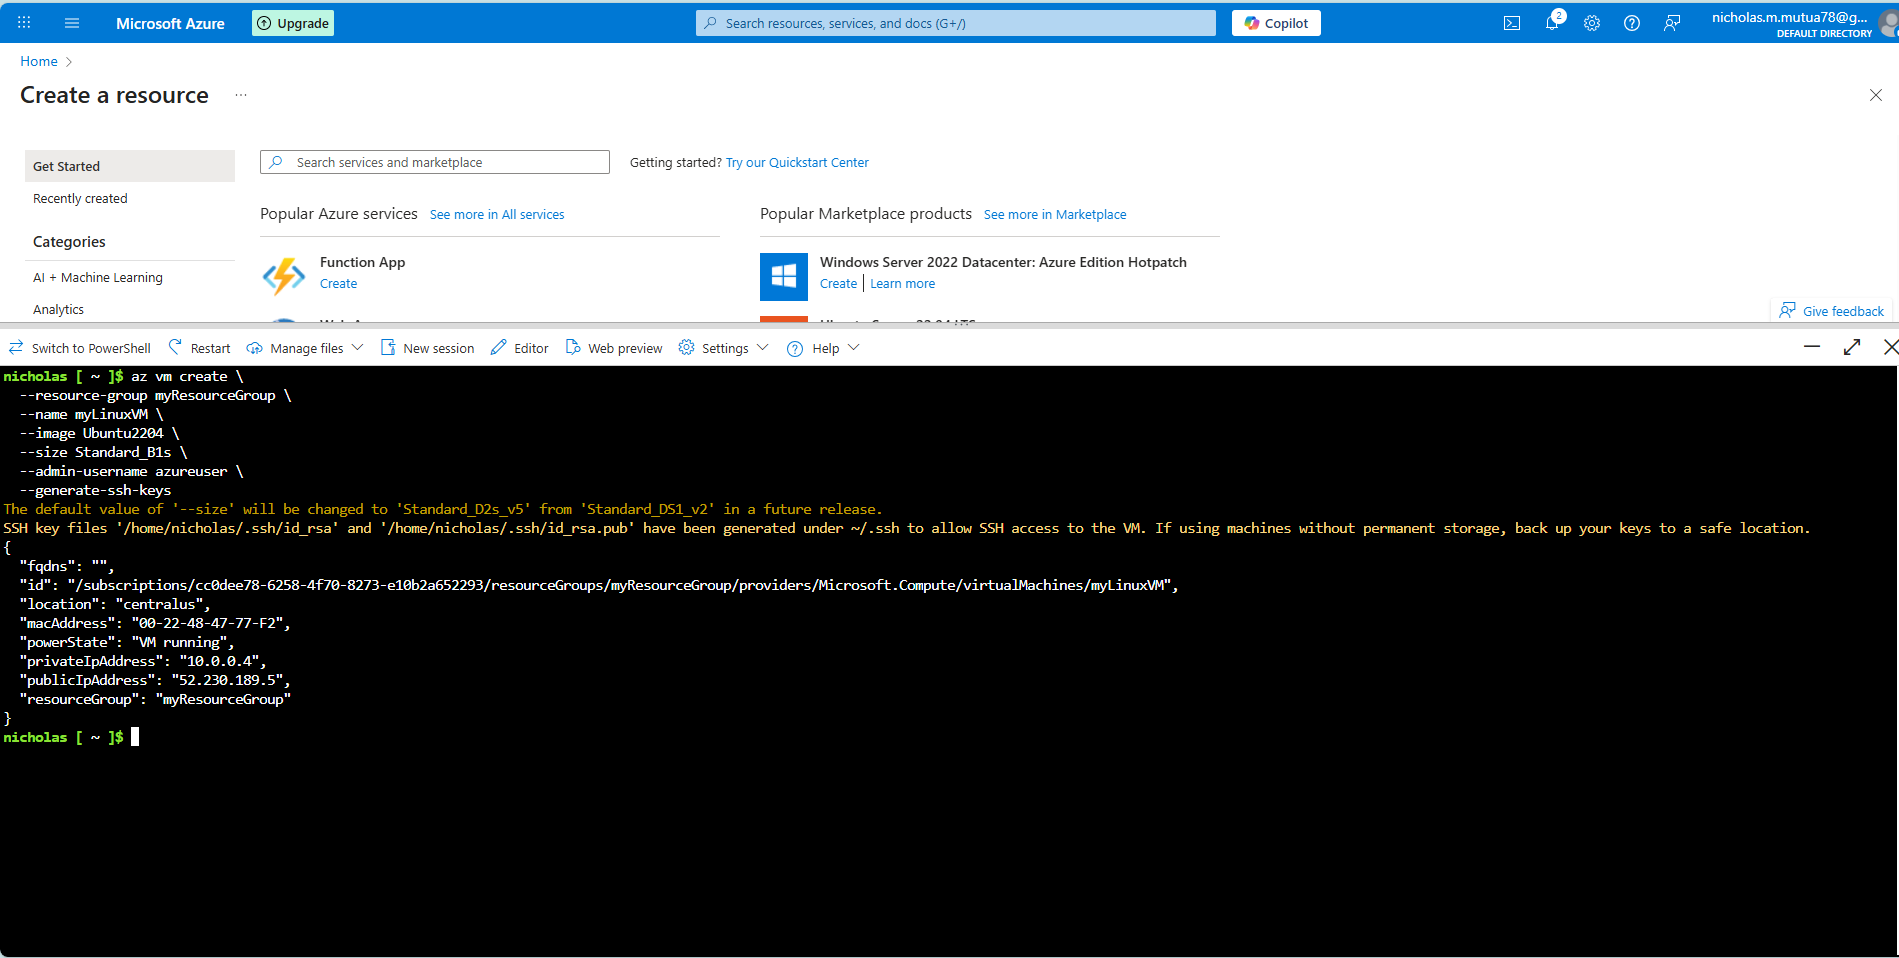 Microsoft Azure
Upgrade
Search resources, services, and docs (G+/)
Copilot
2
nicholas.m.mutua78@g...
DEFAULT DIRECTORY
Home >
Create a resource ...
Get Started
Recently created
Categories
AI + Machine Learning
Analytics
Search services and marketplace
Getting started? Try our Quickstart Center
Popular Azure services See more in All services
Function App
Create
Popular Marketplace products See more in Marketplace
Windows Server 2022 Datacenter: Azure Edition Hotpatch
Create | Learn more
Give feedback
Switch to PowerShell Restart Manage files New session Editor Web preview Settings Help
nicholas [ ~ ]$ az vm create \
--resource-group myResourceGroup \
--name myLinuxVM \
--image Ubuntu2204 \
--size Standard_B1s \
--admin-username azureuser \
--generate-ssh-keys
The default value of '--size' will be changed to 'Standard_D2s_v5' from 'Standard_DS1_v2' in a future release.
SSH key files '/home/nicholas/.ssh/id_rsa' and '/home/nicholas/.ssh/id_rsa.pub' have been generated under ~/.ssh to allow SSH access to the VM. If using machines without permanent storage, back up your keys to a safe location.
{
"fqdns": "",
"id": "/subscriptions/cc0dee78-6258-4f70-8273-e10b2a652293/resourceGroups/myResourceGroup/providers/Microsoft.Compute/virtualMachines/myLinuxVM",
"location": "centralus",
"macAddress": "00-22-48-47-77-F2",
"powerState": "VM running",
"privateIpAddress": "10.0.0.4",
"publicIpAddress": "52.230.189.5",
"resourceGroup": "myResourceGroup"
}
nicholas [ ~ ]$